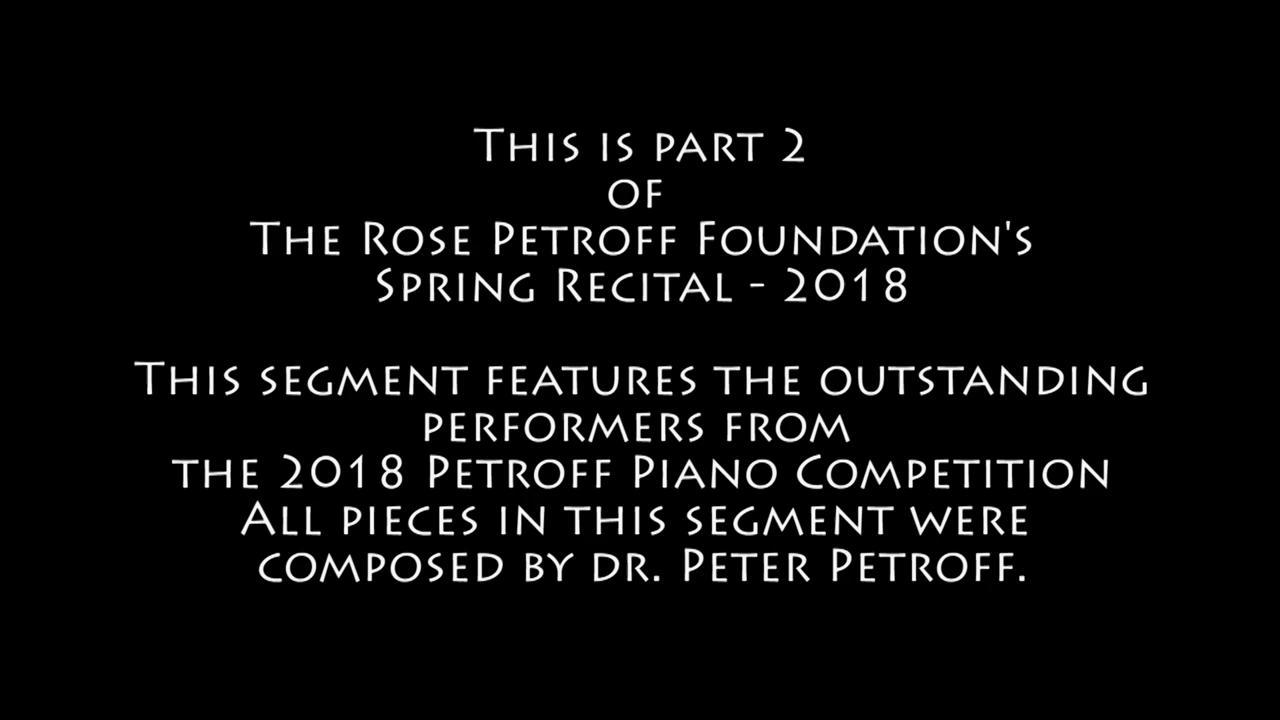 This is part 2
of
The Rose Petroff Foundation's
Spring Recital - 2018
This segment features the outstanding
performers from
the 2018 Petroff Piano Competition
All pieces in this segment were
composed by dr. Peter Petroff.